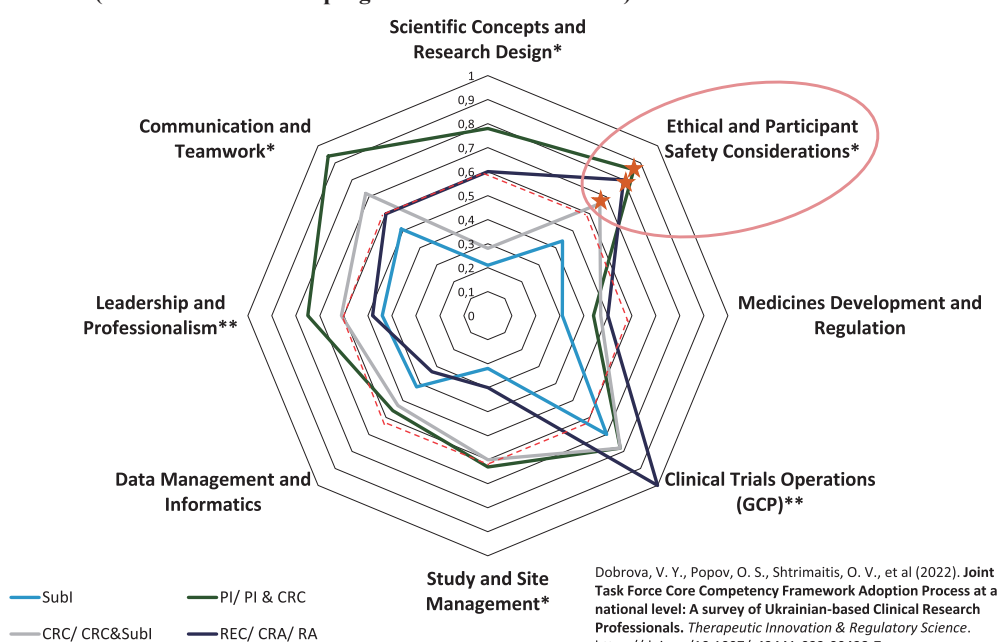 Scientific Concepts and
Research Design*
1
0,9
0,8
0,7
0,6
0,5
0,4
0,3
0,2
0,1
0
Communication and
Teamwork*
Ethical and Participant
Safety Considerations*
Leadership and
Professionalism**
Medicines Development and
Regulation
Data Management and
Informatics
Clinical Trials Operations
(GCP)**
Study and Site
Management*
SubI
PI/ PI & CRC
CRC/ CRC&SubI
REC/ CRA/ RA
Dobrova, V. Y., Popov, O. S., Shtrimaitis, O. V., et al (2022). Joint
Task Force Core Competency Framework Adoption Process at a
national level: A survey of Ukrainian-based Clinical Research
Professionals. Therapeutic Innovation & Regulatory Science.